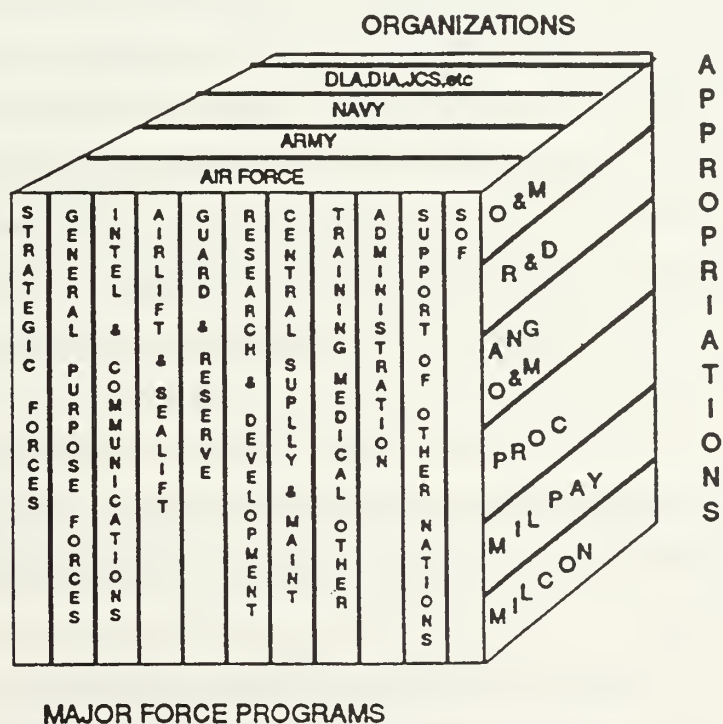 ORGANIZATIONS
DLA,DIA,JCS,etc
NAVY
ARMY
AIR FORCE
STRATEGIC FORCES
GENERAL PURPOSE FORCES
INTEL & COMMUNICATIONS
AIRLIFT & SEALIFT
GUARD & RESERVE
RESEARCH & DEVELOPMENT
CENTRAL SUPLLY & MAINT
TRAINING MEDICAL OTHER
ADMINISTRATION
SUPPORT OF OTHER NATIONS
SOF
O&M
R&D
ANG
O&M
PROC
MIL PAY
MILCON
APPROPRIATIONS
MAJOR FORCE PROGRAMS